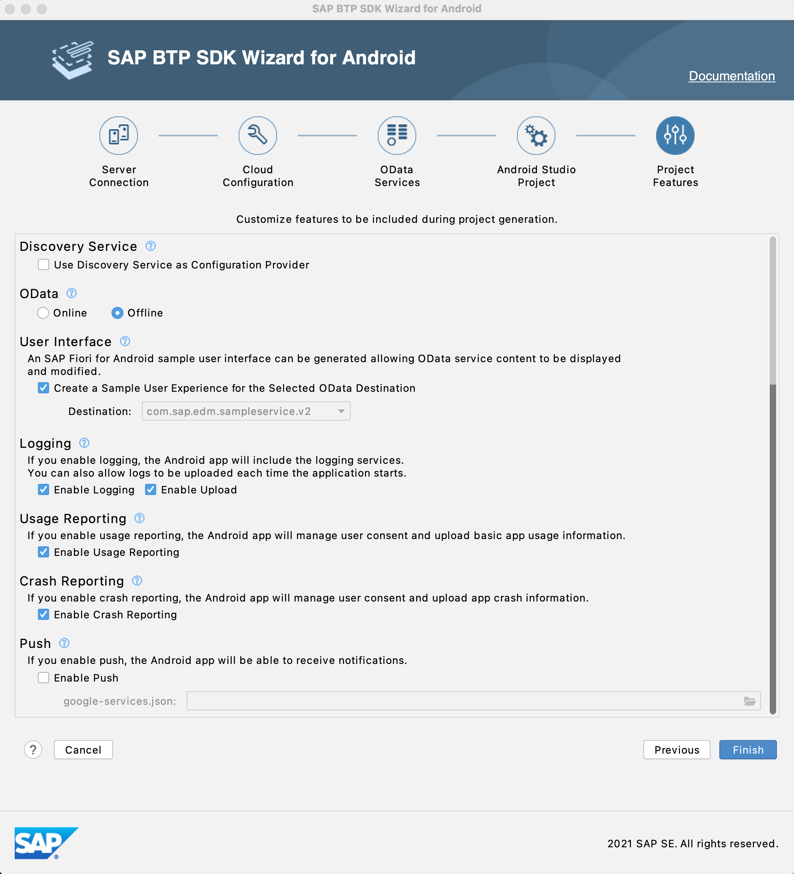 SAP BTP SDK Wizard for Android
SAP BTP SDK Wizard for Android
Documentation
Server
Connection
Cloud
Configuration
OData
Services
Android Studio
Project
Project
Features
Customize features to be included during project generation.
Discovery Service ?
Use Discovery Service as Configuration Provider
OData ?
Online Offline
User Interface ?
An SAP Fiori for Android sample user interface can be generated allowing OData service content to be displayed
and modified.
Create a Sample User Experience for the Selected OData Destination
Destination: com.sap.edm.sampleservice.v2
Logging ?
If you enable logging, the Android app will include the logging services.
You can also allow logs to be uploaded each time the application starts.
Enable Logging Enable Upload
Usage Reporting ?
If you enable usage reporting, the Android app will manage user consent and upload basic app usage information.
Enable Usage Reporting
Crash Reporting ?
If you enable crash reporting, the Android app will manage user consent and upload app crash information.
Enable Crash Reporting
Push ?
If you enable push, the Android app will be able to receive notifications.
Enable Push
google-services.json:
? Cancel Previous Finish
SAP ®
2021 SAP SE. All rights reserved.